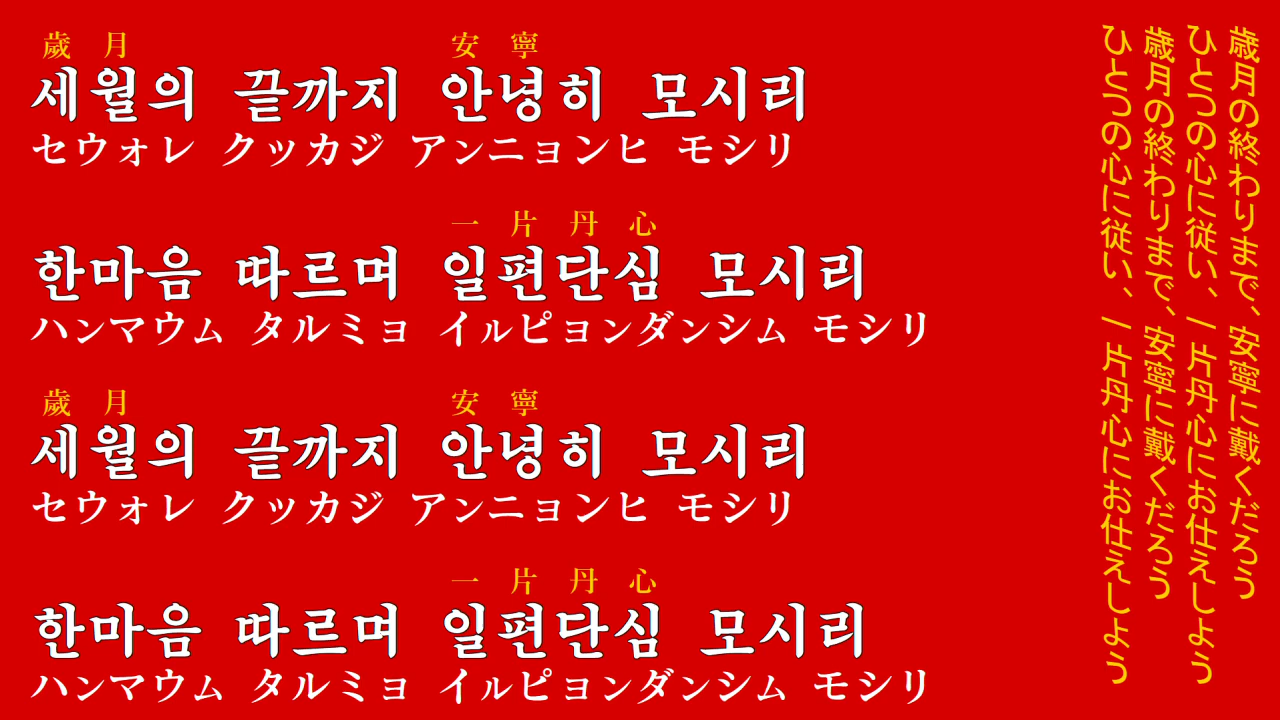 歲月 安寧
세월의 끝까지 안녕히 모시리
セウォレ クッカジ アンニョンヒ モシリ
一片丹心
한마음 따르며 일편단심 모시리
ハンマウム タルミョ イルピョンダンシム モシリ
歲月 安寧
세월의 끝까지 안녕히 모시리
セウォレ クッカジ アンニョンヒ モシリ
一片丹心
한마음 따르며 일편단심 모시리
ハンマウム タルミョ イルピョンダンシム モシリ
歳月の終わりまで、安寧に戴くだろう
ひとつの心に従い、一片丹心にお仕えしよう
歳月の終わりまで、安寧に戴くだろう
ひとつの心に従い、一片丹心にお仕えしよう